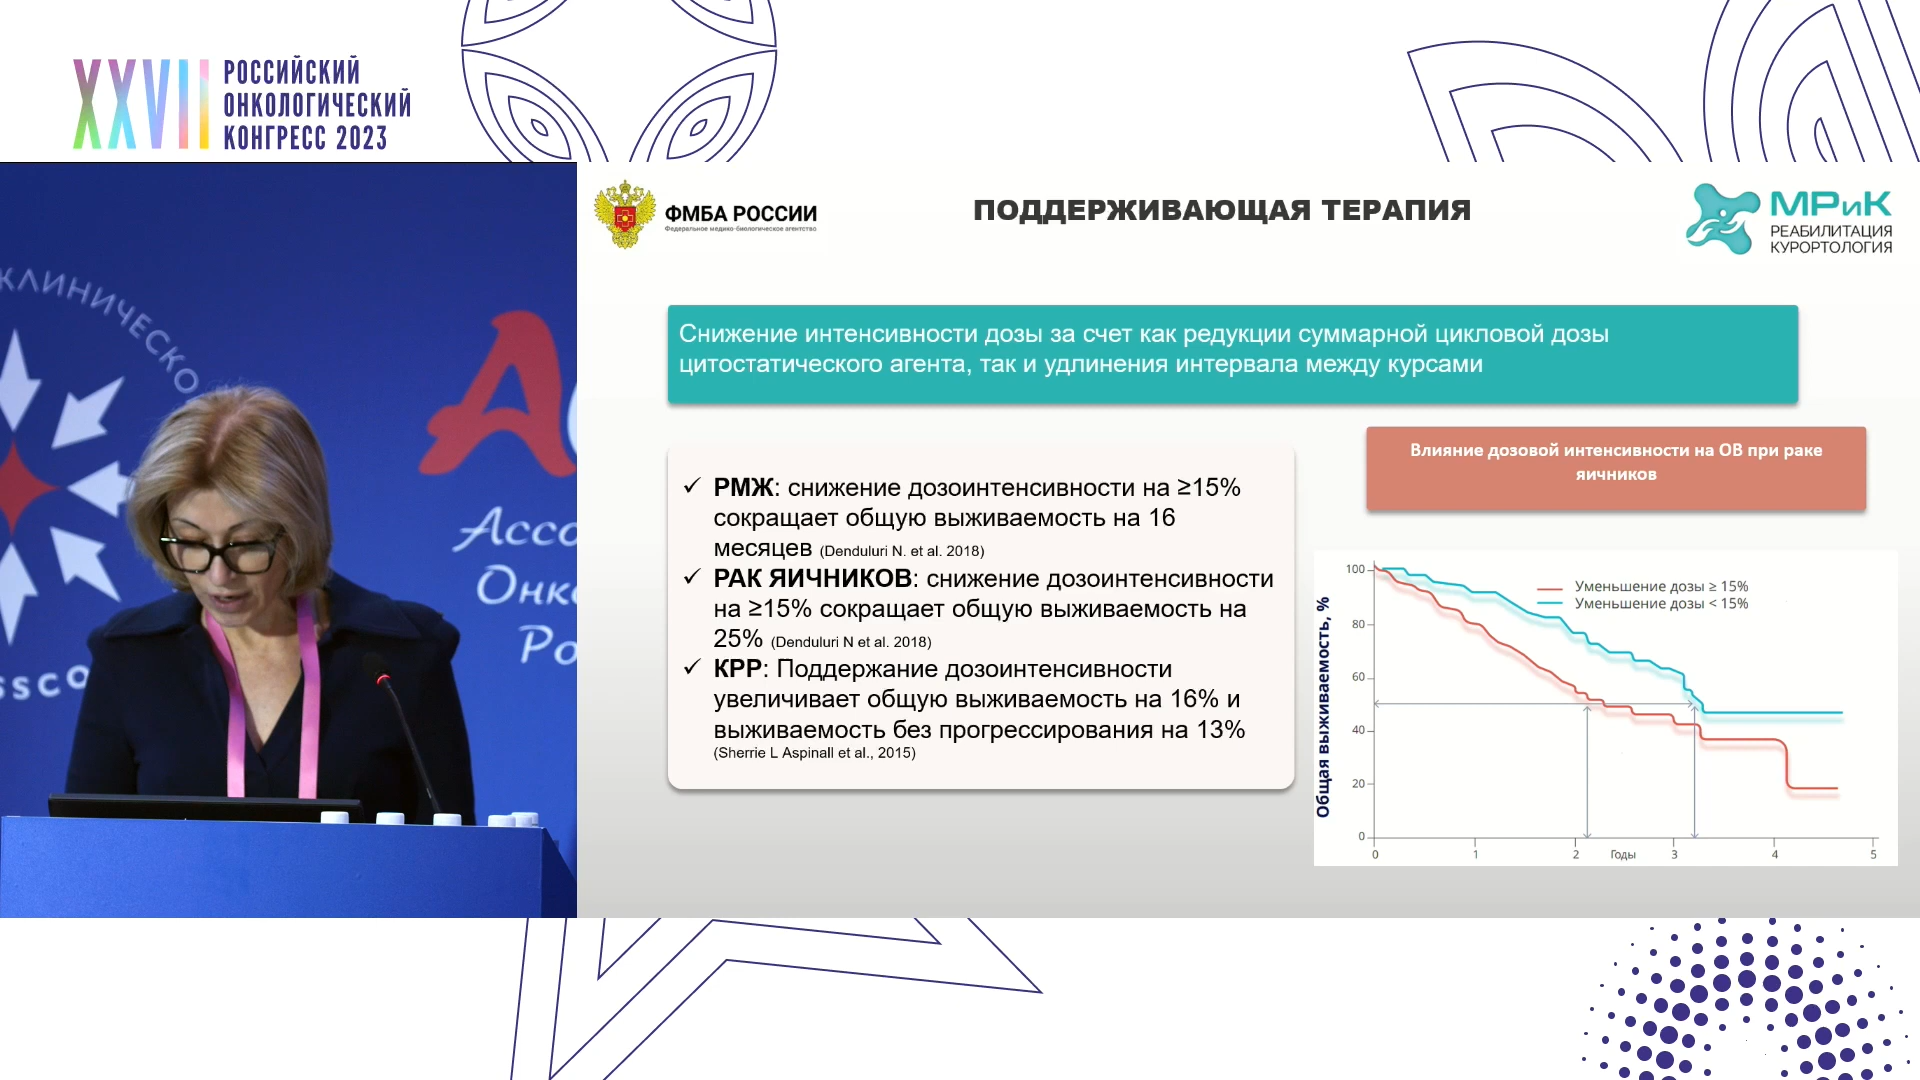 XXVII
РОССИЙСКИЙ
ОНКОЛОГИЧЕСКИЙ
КОНГРЕСС 2023
КЛИНИЧЕСКО
Ассо
Онк
Ро
ssco
ФМБА РОССИИ
Федеральное медико-биологическое агентство
ПОДДЕРЖИВАЮЩАЯ ТЕРАПИЯ
МРиК
РЕАБИЛИТАЦИЯ
КУРОРТОЛОГИЯ
Снижение интенсивности дозы за счет как редукции суммарной цикловой дозы
цитостатического агента, так и удлинения интервала между курсами
✓ РМЖ: снижение дозоинтенсивности на ≥15%
сокращает общую выживаемость на 16
месяцев (Denduluri N. et al. 2018)
✓ РАК ЯИЧНИКОВ: снижение дозоинтенсивности
на ≥15% сокращает общую выживаемость на
25% (Denduluri N et al. 2018)
✓ КРР: Поддержание дозоинтенсивности
увеличивает общую выживаемость на 16% и
выживаемость без прогрессирования на 13%
(Sherrie L Aspinall et al., 2015)
Влияние дозовой интенсивности на ОВ при раке
яичников
Уменьшение дозы ≥ 15%
Уменьшение дозы < 15%
Общая выживаемость, %
100
80
60
40
20
0
0 1 2 Годы 3 4 5